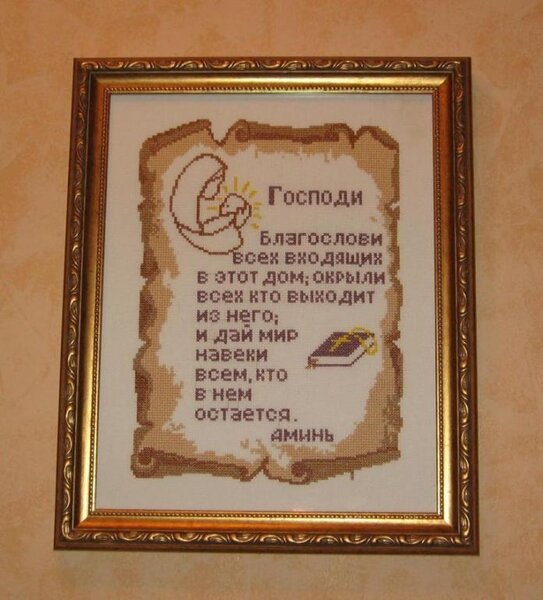 Господи
Благослови
всех входящих
в этот дом; окрыли
всех кто выходит
из него;
и дай мир
навеки
всем, кто
в нем
остается.
аминь